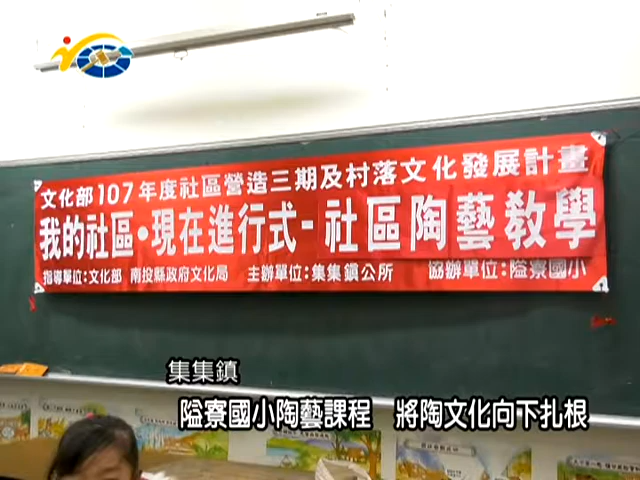 文化部107年度社區營造三期及村落文化發展計畫
我的社區•現在進行式-社區陶藝教學
指導單位:文化部 南投縣政府文化局 主辦單位:集集鎮公所 協辦單位:隘寮國小
集集鎮
隘寮國小陶藝課程 將陶文化向下扎根